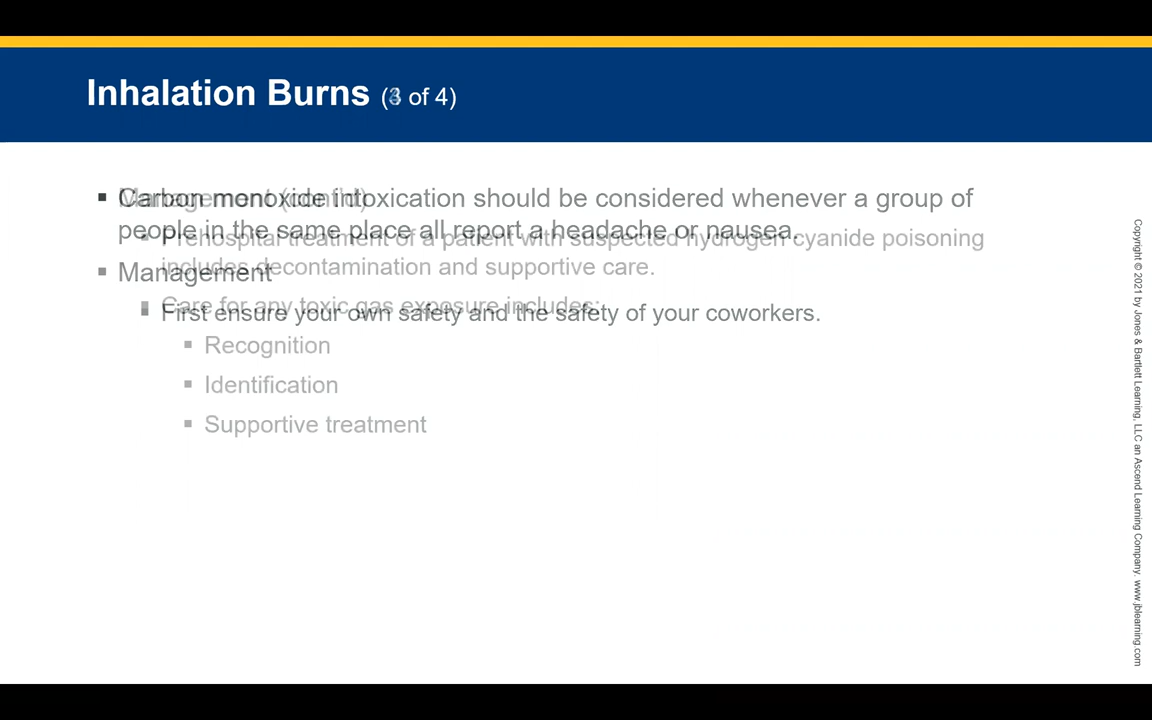 Inhalation Burns (3 of 4)
▪ Carbon monoxide intoxication should be considered whenever a group of
people in the same place all report a headache or nausea.
▪ Management
▪ First ensure your own safety and the safety of your coworkers.
Management (cont'd)
▪ Prehospital treatment of a patient with suspected hydrogen cyanide poisoning
includes decontamination and supportive care.
▪ Care for any toxic gas exposure includes:
▪ Recognition
▪ Identification
▪ Supportive treatment
Copyright © 2021 by Jones & Bartlett Learning, LLC an Ascend Learning Company. www.jblearning.com